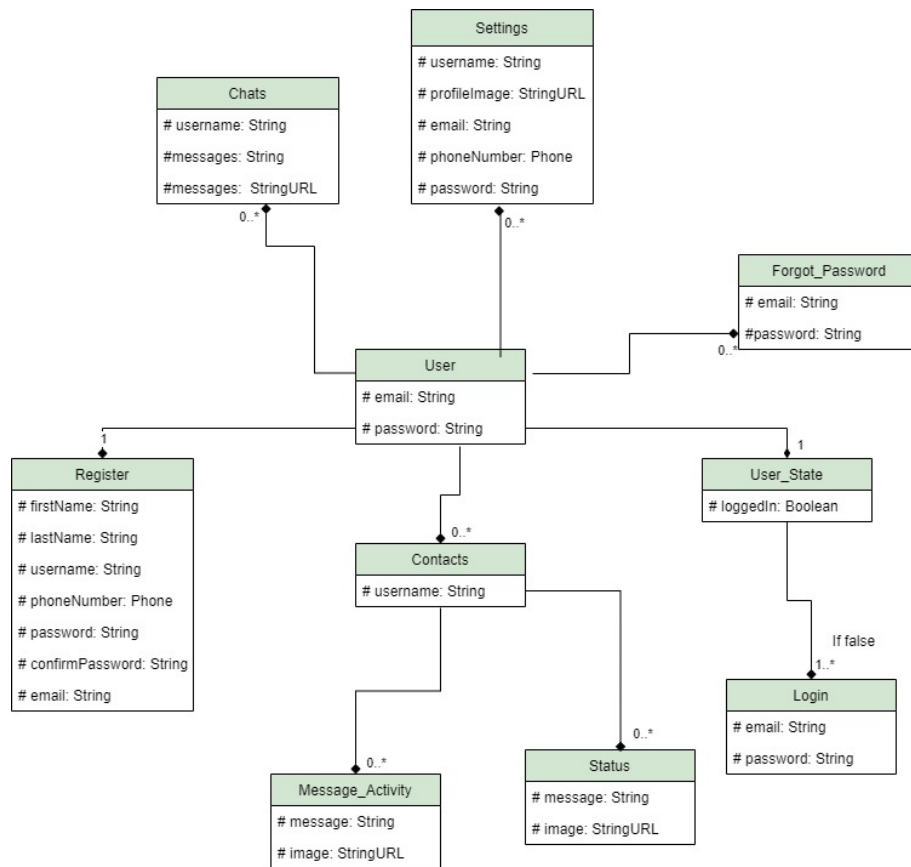 Settings
# username: String
# profileImage: StringURL
# email: String
# phoneNumber: Phone
# password: String
0..*
Chats
# username: String
#messages: String
#messages: StringURL
0..*
Forgot_Password
# email: String
#password: String
0..*
User
# email: String
# password: String
1
Register
# firstName: String
# lastName: String
# username: String
# phoneNumber: Phone
# password: String
# confirmPassword: String
# email: String
1
User_State
# loggedIn: Boolean
0..*
Contacts
# username: String
If false
1..*
Login
# email: String
# password: String
0..*
Status
# message: String
# image: StringURL
0..*
Message_Activity
# message: String
# image: StringURL